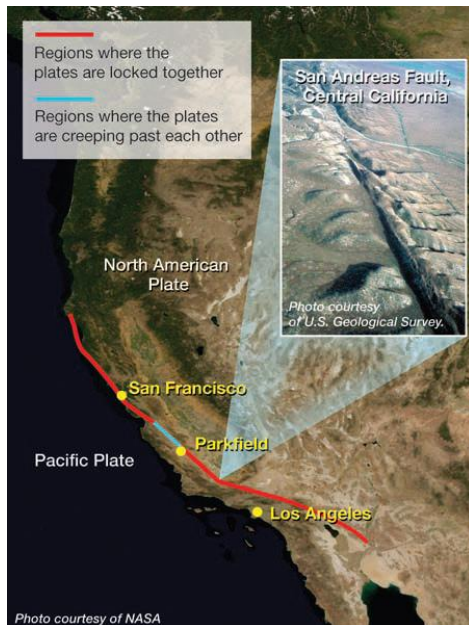 Regions where the
plates are locked together
Regions where the plates
are creeping past each other
San Andreas Fault,
Central California
Photo courtesy
of U.S. Geological Survey.
North American
Plate
San Francisco
Parkfield
Pacific Plate
Los Angeles
Photo courtesy of NASA